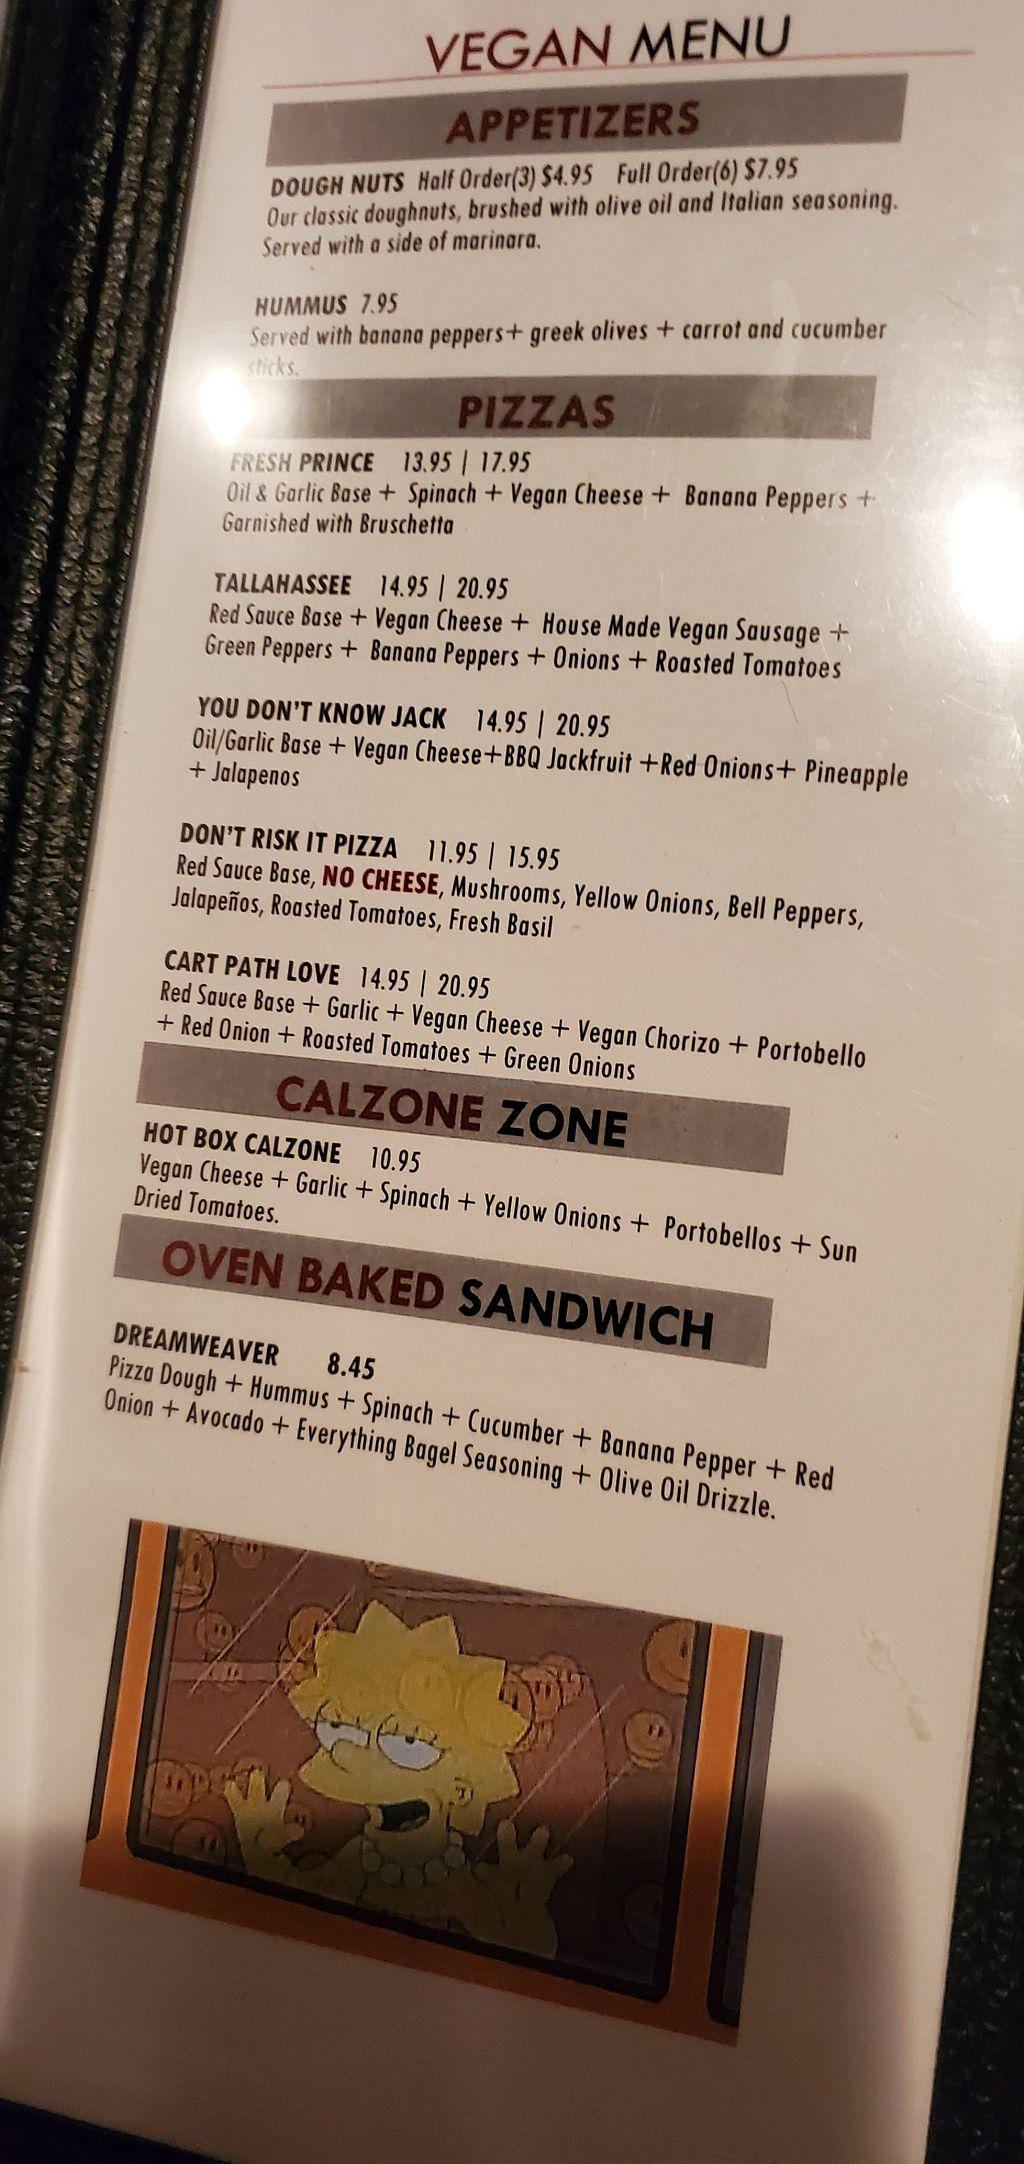 VEGAN MENU
APPETIZERS
DOUGH NUTS Half Order(3) $4.95 Full Order(6) $7.95
Our classic doughnuts, brushed with olive oil and Italian seasoning.
Served with a side of marinara.
HUMMUS 7.95
Served with banana peppers+ greek olives + carrot and cucumber
sticks.
PIZZAS
FRESH PRINCE 13.95 | 17.95
Oil & Garlic Base + Spinach + Vegan Cheese + Banana Peppers +
Garnished with Bruschetta
TALLAHASSEE 14.95 | 20.95
Red Sauce Base + Vegan Cheese + House Made Vegan Sausage +
Green Peppers + Banana Peppers + Onions + Roasted Tomatoes
YOU DON'T KNOW JACK 14.95 | 20.95
Oil/Garlic Base + Vegan Cheese+BBQ Jackfruit +Red Onions+ Pineapple
+ Jalapenos
DON'T RISK IT PIZZA 11.95 | 15.95
Red Sauce Base, NO CHEESE, Mushrooms, Yellow Onions, Bell Peppers,
Jalapeños, Roasted Tomatoes, Fresh Basil
CART PATH LOVE 14.95 | 20.95
Red Sauce Base + Garlic + Vegan Cheese + Vegan Chorizo + Portobello
+ Red Onion + Roasted Tomatoes + Green Onions
CALZONE ZONE
HOT BOX CALZONE 10.95
Vegan Cheese + Garlic + Spinach + Yellow Onions + Portobellos + Sun
Dried Tomatoes.
OVEN BAKED SANDWICH
DREAMWEAVER 8.45
Pizza Dough + Hummus + Spinach + Cucumber + Banana Pepper + Red
Onion + Avocado + Everything Bagel Seasoning + Olive Oil Drizzle.